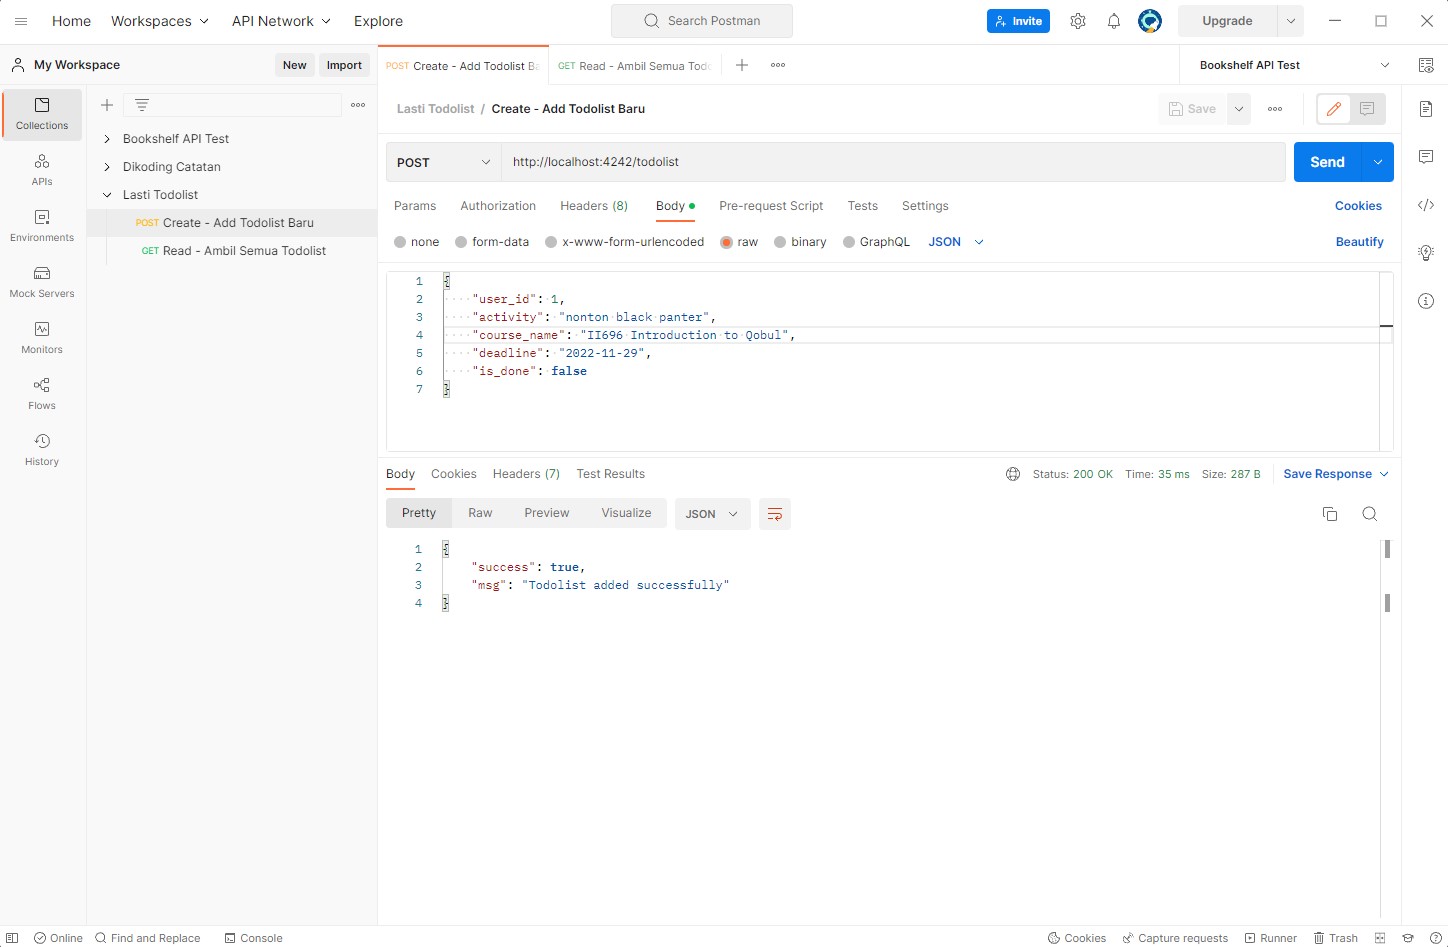 Home Workspaces API Network Explore Search Postman Invite Upgrade
My Workspace New Import POST Create - Add Todolist Ba GET Read - Ambil Semua Todo Bookshelf API Test
Lasti Todolist / Create - Add Todolist Baru Save
Collections
APIs
Environments
Mock Servers
Monitors
Flows
History
Bookshelf API Test
Dikoding Catatan
Lasti Todolist
POST Create - Add Todolist Baru
GET Read - Ambil Semua Todolist
POST http://localhost:4242/todolist Send
Params Authorization Headers (8) Body Pre-request Script Tests Settings Cookies
none form-data x-www-form-urlencoded raw binary GraphQL JSON Beautify
1 {
2 "user_id": 1,
3 "activity": "nonton black panter",
4 "course_name": "II696 Introduction to Qobul",
5 "deadline": "2022-11-29",
6 "is_done": false
7 }
Body Cookies Headers (7) Test Results Status: 200 OK Time: 35 ms Size: 287 B Save Response
Pretty Raw Preview Visualize JSON
1 {
2 "success": true,
3 "msg": "Todolist added successfully"
4 }
Online Find and Replace Console Cookies Capture requests Runner Trash